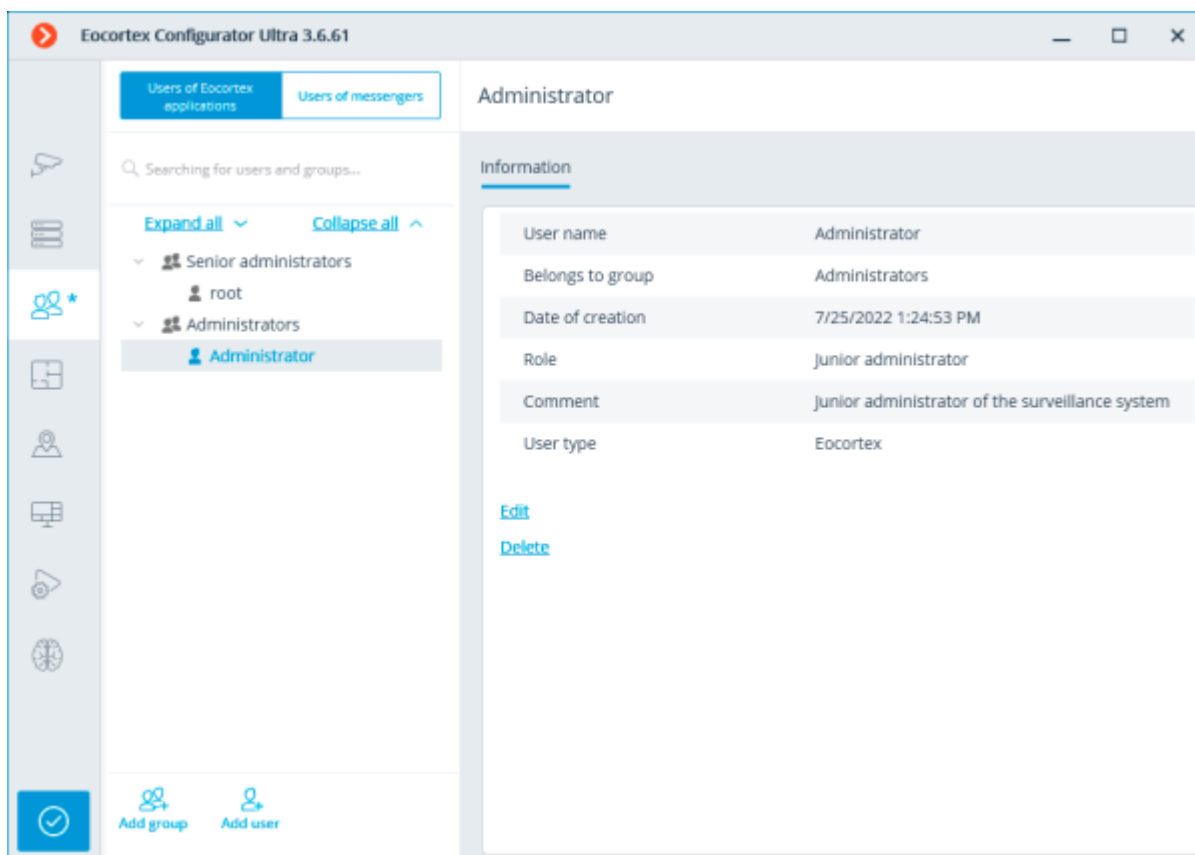 Eocortex Configurator Ultra 3.6.61
Users of Eocortex
applications
Users of messengers
Administrator
Searching for users and groups...
Information
Expand all
Collapse all
Senior administrators
root
Administrators
Administrator
User name Administrator
Belongs to group Administrators
Date of creation 7/25/2022 1:24:53 PM
Role Junior administrator
Comment Junior administrator of the surveillance system
User type Eocortex
Edit
Delete
Add group
Add user